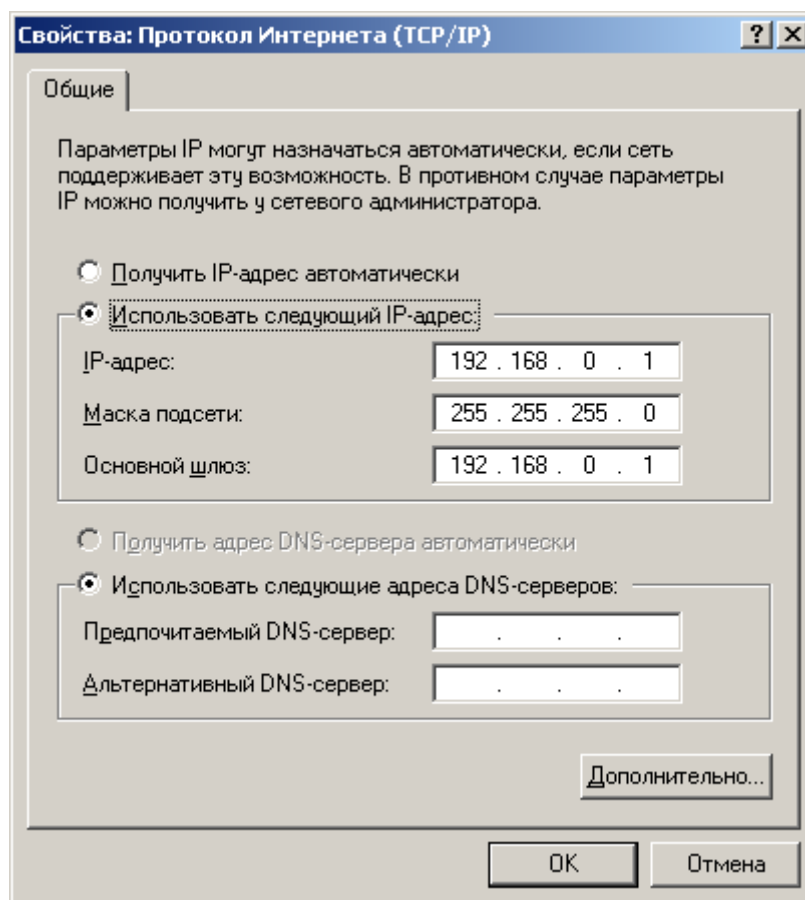 Свойства: Протокол Интернета (TCP/IP)
Общие
Параметры IP могут назначаться автоматически, если сеть
поддерживает эту возможность. В противном случае параметры
IP можно получить у сетевого администратора.
Получить IP-адрес автоматически
Использовать следующий IP-адрес:
IP-адрес: 192 . 168 . 0 . 1
Маска подсети: 255 . 255 . 255 . 0
Основной шлюз: 192 . 168 . 0 . 1
Получить адрес DNS-сервера автоматически
Использовать следующие адреса DNS-серверов:
Предпочитаемый DNS-сервер: . . .
Альтернативный DNS-сервер: . . .
Дополнительно...
OK Отмена